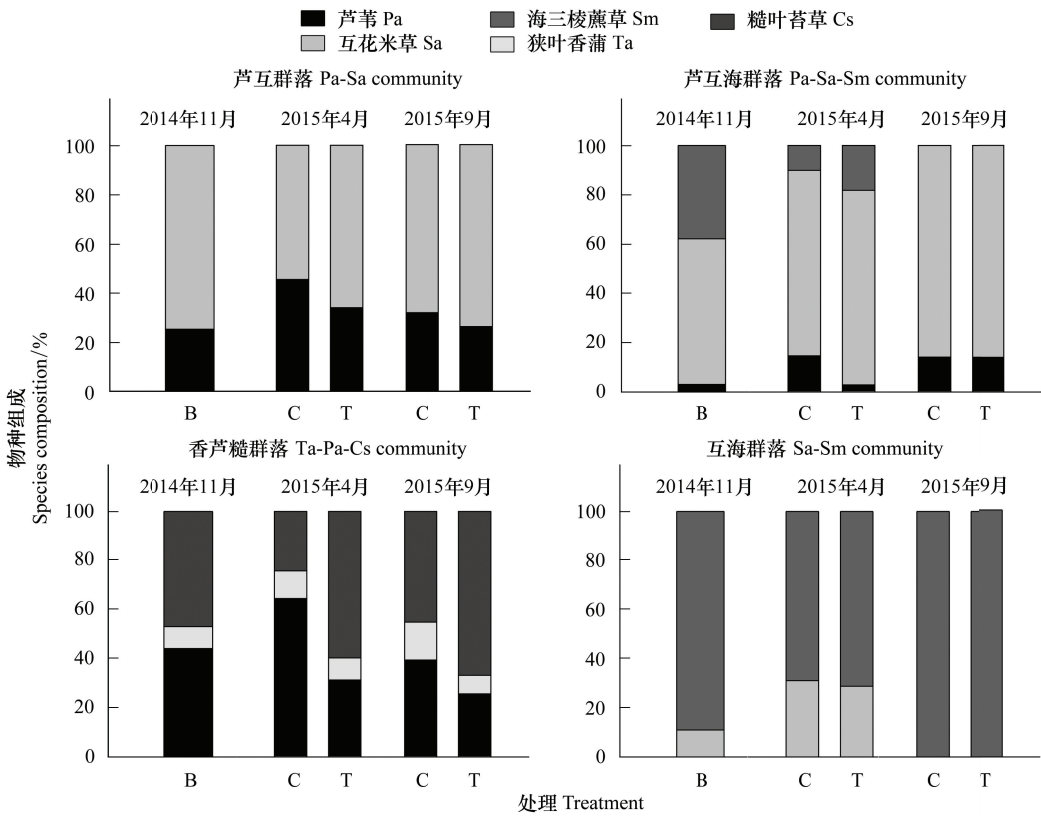 芦苇 Pa
海三棱藨草 Sm
糙叶苔草 Cs
互花米草 Sa
狭叶香蒲 Ta
芦互群落 Pa-Sa community
2014年11月
2015年4月
2015年9月
100
80
60
40
20
0
B
C
T
C
T
芦互海群落 Pa-Sa-Sm community
2014年11月
2015年4月
2015年9月
100
80
60
40
20
0
B
C
T
C
T
物种组成
Species composition/%
香芦糙群落 Ta-Pa-Cs community
2014年11月
2015年4月
2015年9月
100
80
60
40
20
0
B
C
T
C
T
互海群落 Sa-Sm community
2014年11月
2015年4月
2015年9月
100
80
60
40
20
0
B
C
T
C
T
处理 Treatment